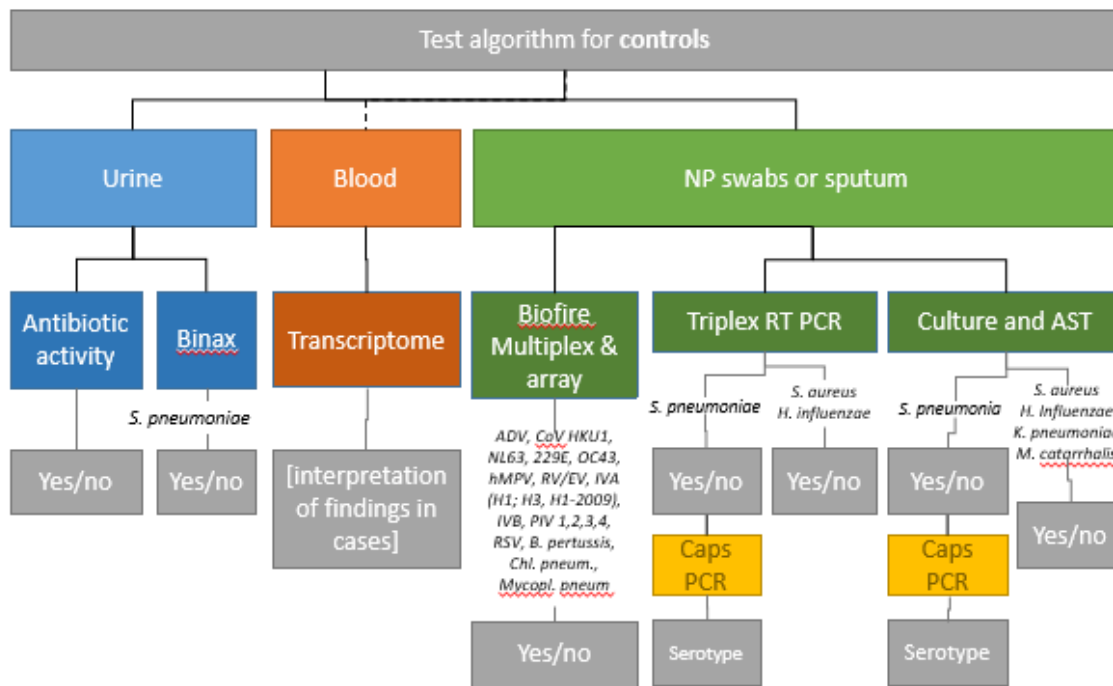 Test algorithm for controls
Urine
Blood
NP swabs or sputum
Antibiotic
activity
Binax
Transcriptome
Biofire
Multiplex &
array
Triplex RT PCR
Culture and AST
S. pneumoniae
S. pneumoniae
S. aureus
H. influenzae
S. pneumonia
S. aureus
H. Influenzae
K. pneumoniae
M. catarrhalis
ADV, CoV HKU1,
NL63, 229E, OC43,
hMPV, RV/EV, IVA
(H1; H3, H1-2009),
IVB, PIV 1,2,3,4,
RSV, B. pertussis,
Chl. pneum.,
Mycopl. pneum
Yes/no
Yes/no
[interpretation
of findings in
cases]
Yes/no
Yes/no
Yes/no
Yes/no
Caps
PCR
Caps
PCR
Yes/no
Serotype
Serotype